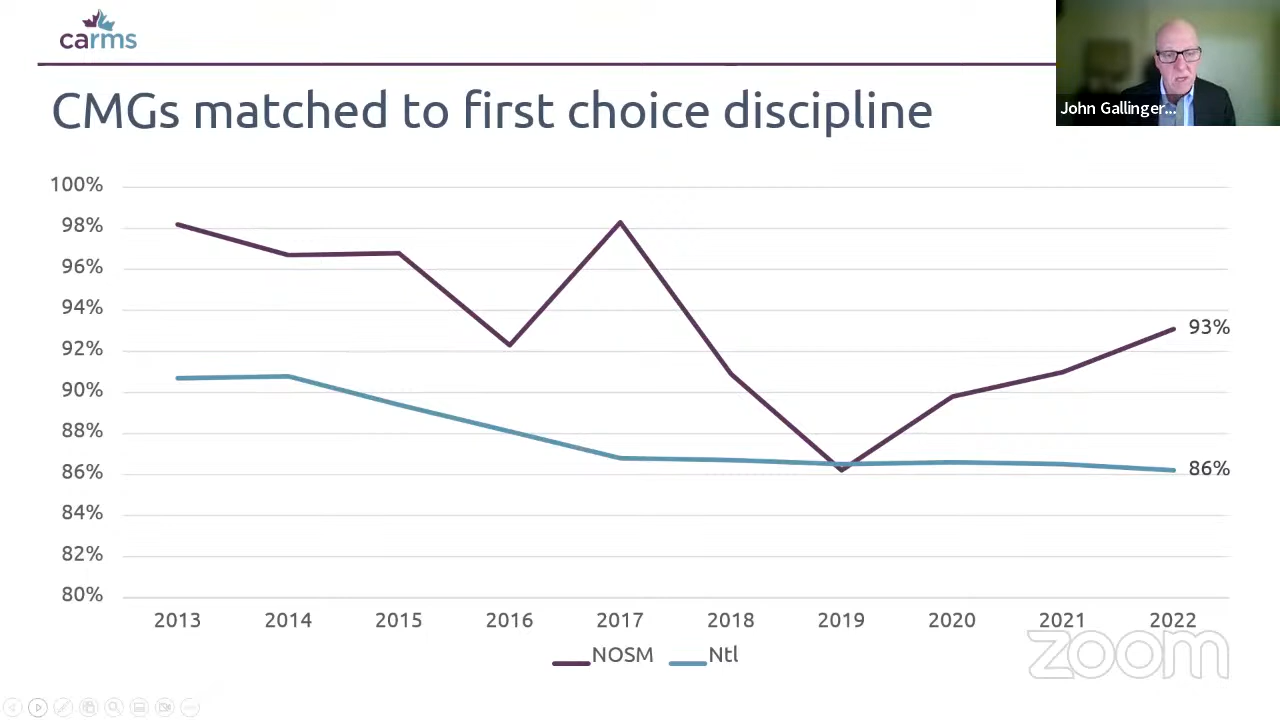 carms
CMGs matched to first choice discipline
John Gallinger...
100%
98%
96%
94%
92%
90%
88%
86%
84%
82%
80%
93%
86%
2013 2014 2015 2016 2017 2018 2019 2020 2021 2022
NOSM Ntl
zoom